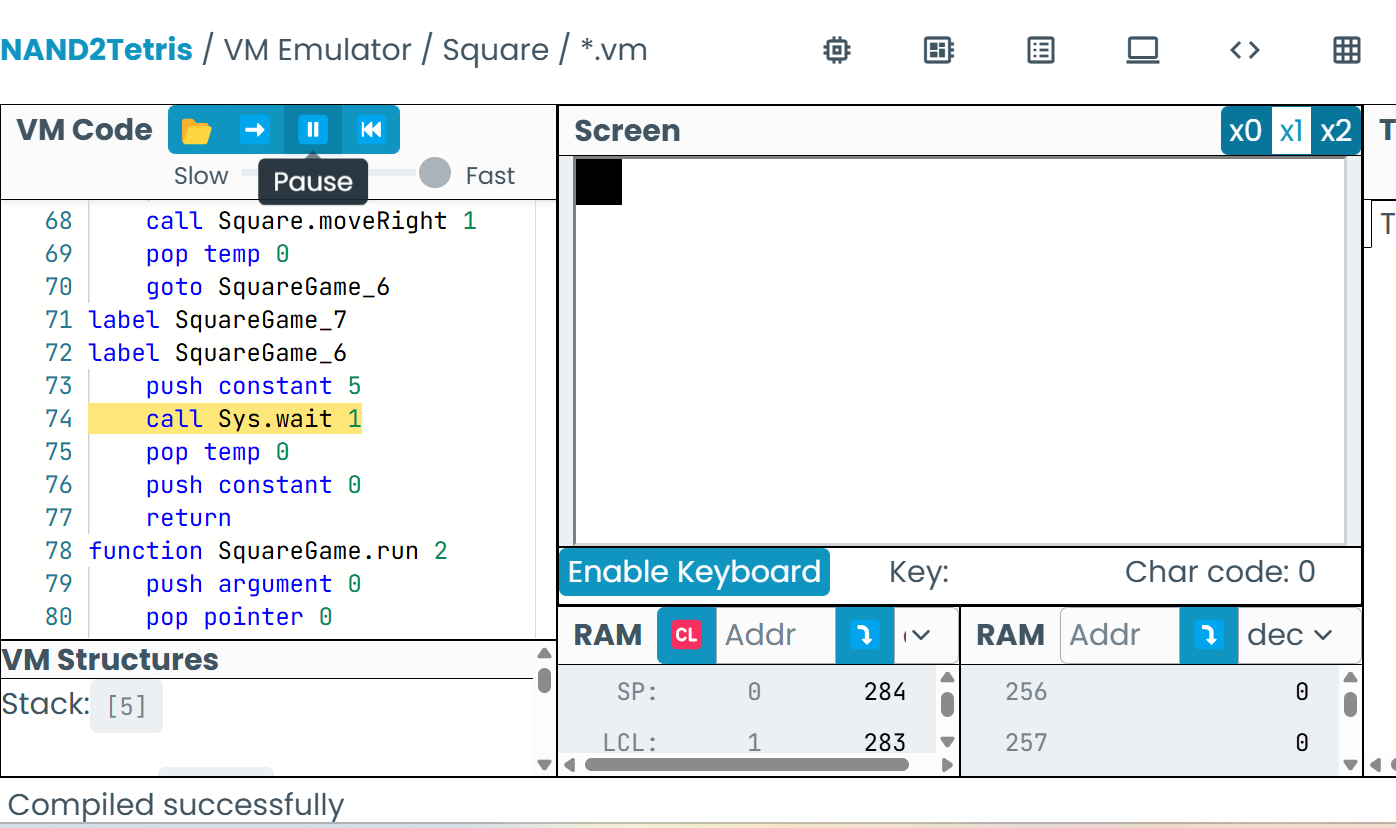 NAND2Tetris / VM Emulator / Square / *.vm
VM Code
Slow Fast
Pause
68 call Square.moveRight 1
69 pop temp 0
70 goto SquareGame_6
71 label SquareGame_7
72 label SquareGame_6
73 push constant 5
74 call Sys.wait 1
75 pop temp 0
76 push constant 0
77 return
78 function SquareGame.run 2
79 push argument 0
80 pop pointer 0
VM Structures
Stack: [5]
Screen x0 x1 x2
Enable Keyboard Key: Char code: 0
RAM CL Addr
SP: 0 284
LCL: 1 283
RAM Addr dec
256 0
257 0
T
T
Compiled successfully